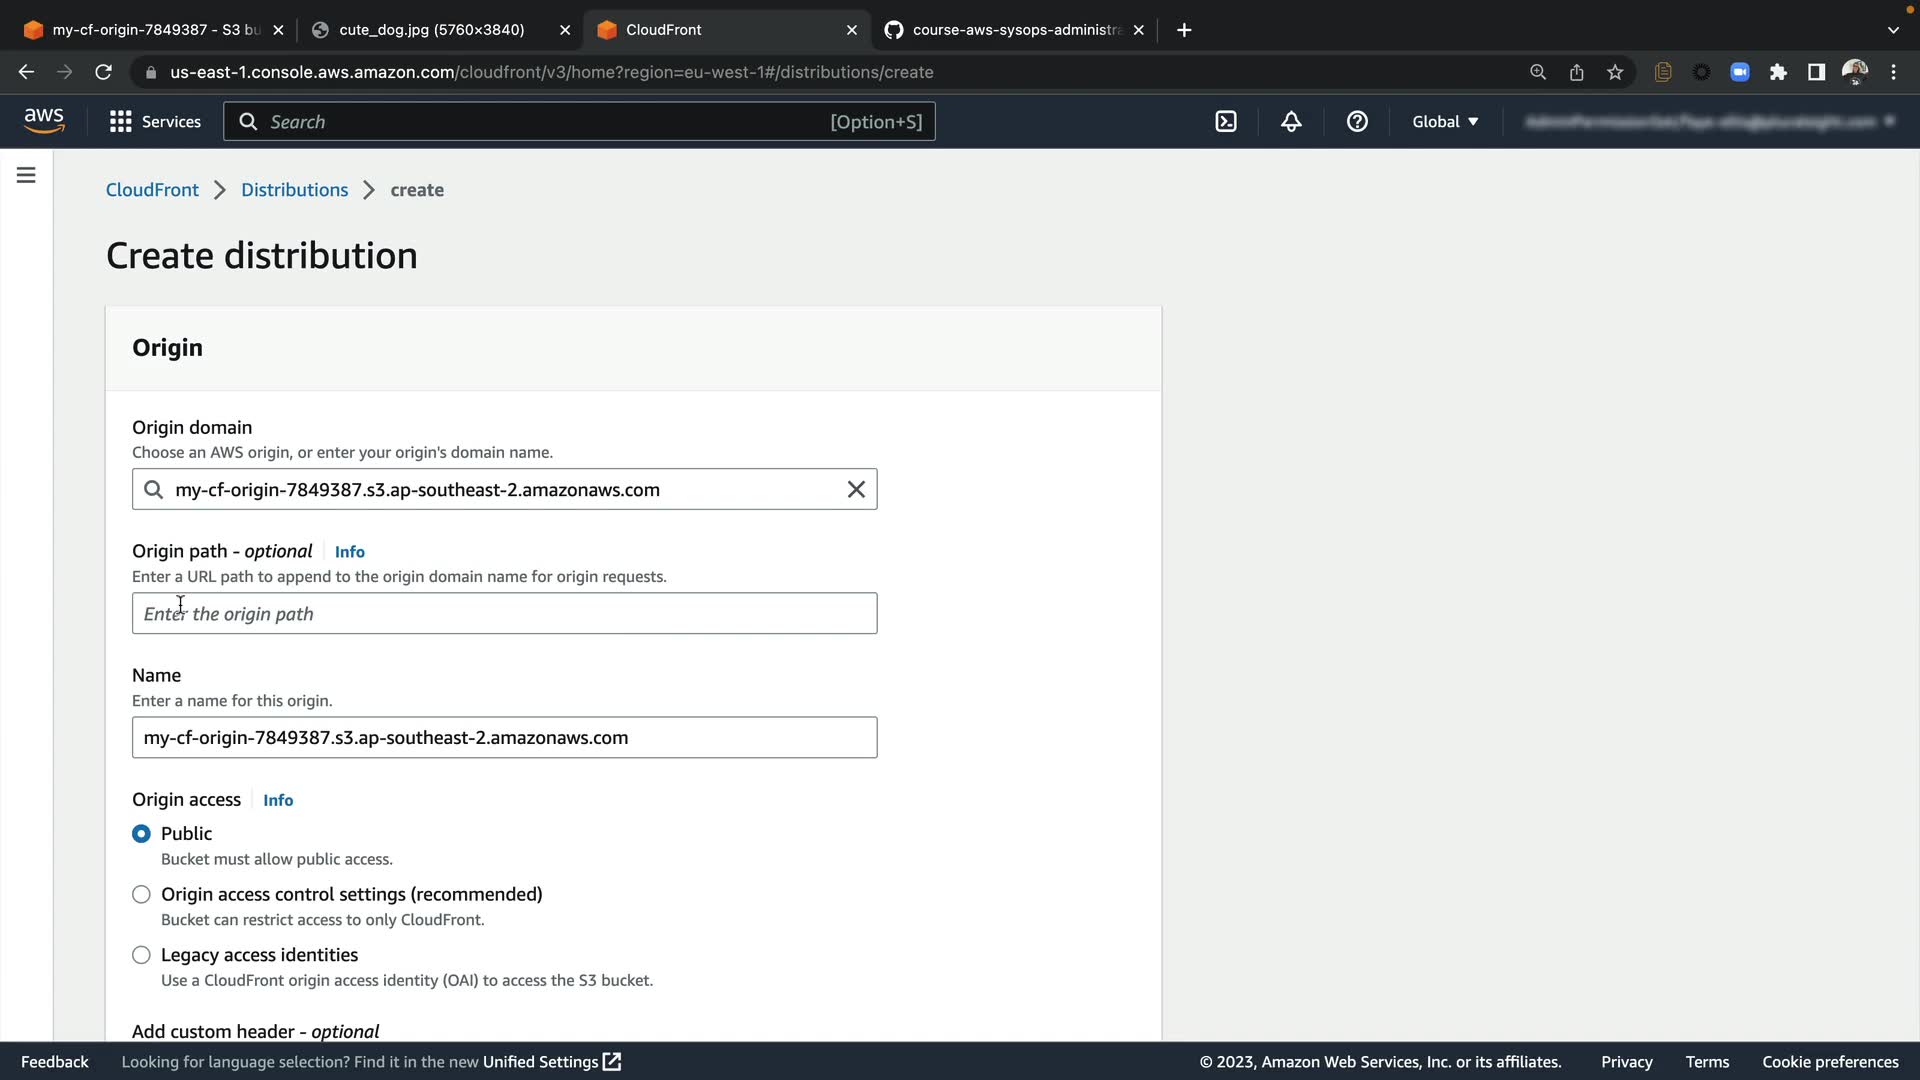 my-cf-origin-7849387 - S3 bu
cute_dog.jpg (5760×3840)
CloudFront
course-aws-sysops-administra
us-east-1.console.aws.amazon.com/cloudfront/v3/home?region=eu-west-1#/distributions/create
aws
Services
Search
[Option+S]
Global
CloudFront
Distributions
create
Create distribution
Origin
Origin domain
Choose an AWS origin, or enter your origin's domain name.
my-cf-origin-7849387.s3.ap-southeast-2.amazonaws.com
Origin path - optional
Info
Enter a URL path to append to the origin domain name for origin requests.
Enter the origin path
Name
Enter a name for this origin.
my-cf-origin-7849387.s3.ap-southeast-2.amazonaws.com
Origin access
Info
Public
Bucket must allow public access.
Origin access control settings (recommended)
Bucket can restrict access to only CloudFront.
Legacy access identities
Use a CloudFront origin access identity (OAI) to access the S3 bucket.
Add custom header - optional
Feedback
Looking for language selection? Find it in the new Unified Settings
© 2023, Amazon Web Services, Inc. or its affiliates.
Privacy
Terms
Cookie preferences